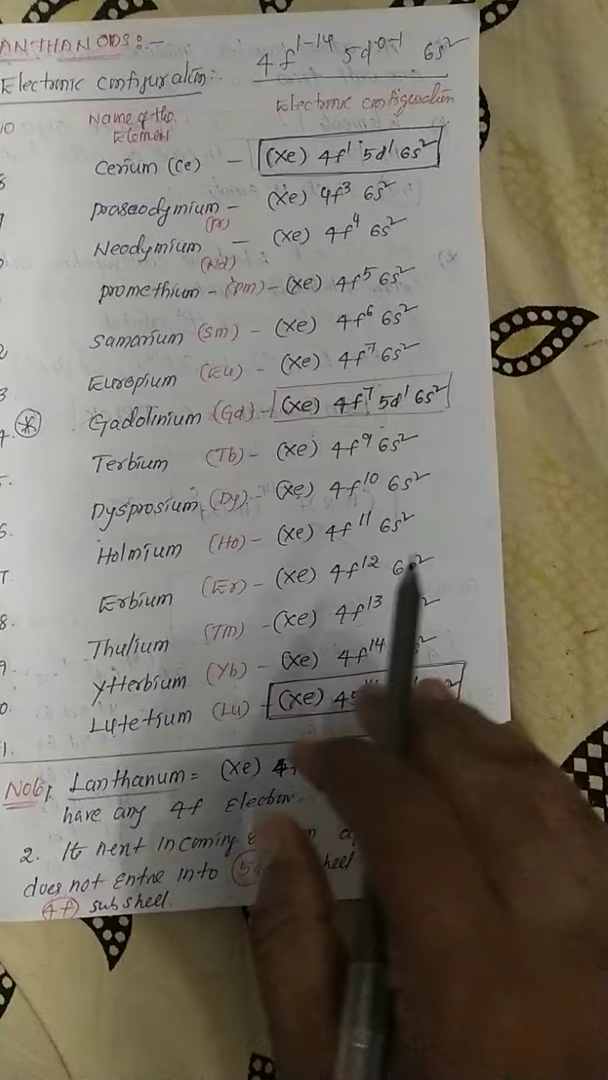 ANTHANODS:-
4f¹⁻¹⁴ 5d⁰⁻¹ 6s²
Electronic configuration:-
Name of the Element
Electronic configuration
Cerium (Ce) - (Xe) 4f¹ 5d¹ 6s²
praseodymium - (Xe) 4f³ 6s²
(Pr)
Neodymium - (Xe) 4f⁴ 6s²
(Nd)
promethium - (Pm) - (Xe) 4f⁵ 6s²
Samarium (Sm) - (Xe) 4f⁶ 6s²
Europium (Eu) - (Xe) 4f⁷ 6s²
Gadolinium (Gd) - (Xe) 4f⁷ 5d¹ 6s²
Terbium (Tb) - (Xe) 4f⁹ 6s²
Dysprosium (Dy) - (Xe) 4f¹⁰ 6s²
Holmium (Ho) - (Xe) 4f¹¹ 6s²
Erbium (Er) - (Xe) 4f¹² 6s²
Thulium (Tm) - (Xe) 4f¹³
Ytterbium (Yb) - (Xe) 4f¹⁴
Lutetium (Lu) - (Xe)
Note 1. Lanthanum = (Xe)
have any 4f
2. Its next incoming
does not enter into
4f subshell.